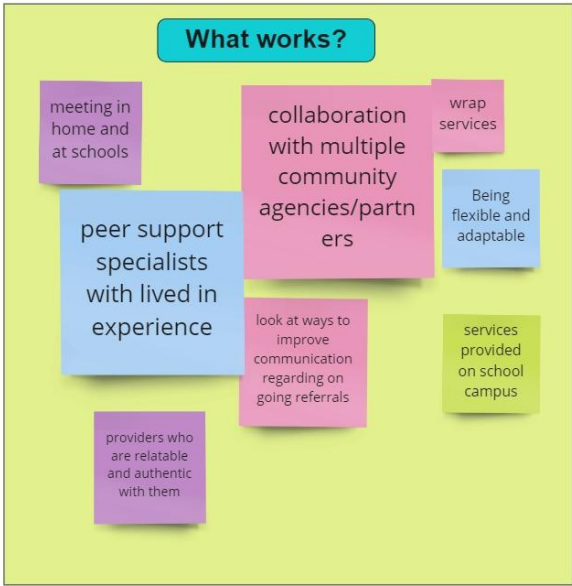 What works?
meeting in
home and
at schools
collaboration
with multiple
community
agencies/partn
ers
wrap
services
peer support
specialists
with lived in
experience
Being
flexible and
adaptable
look at ways to
improve
communication
regarding on
going referrals
services
provided
on school
campus
providers who
are relatable
and authentic
with them